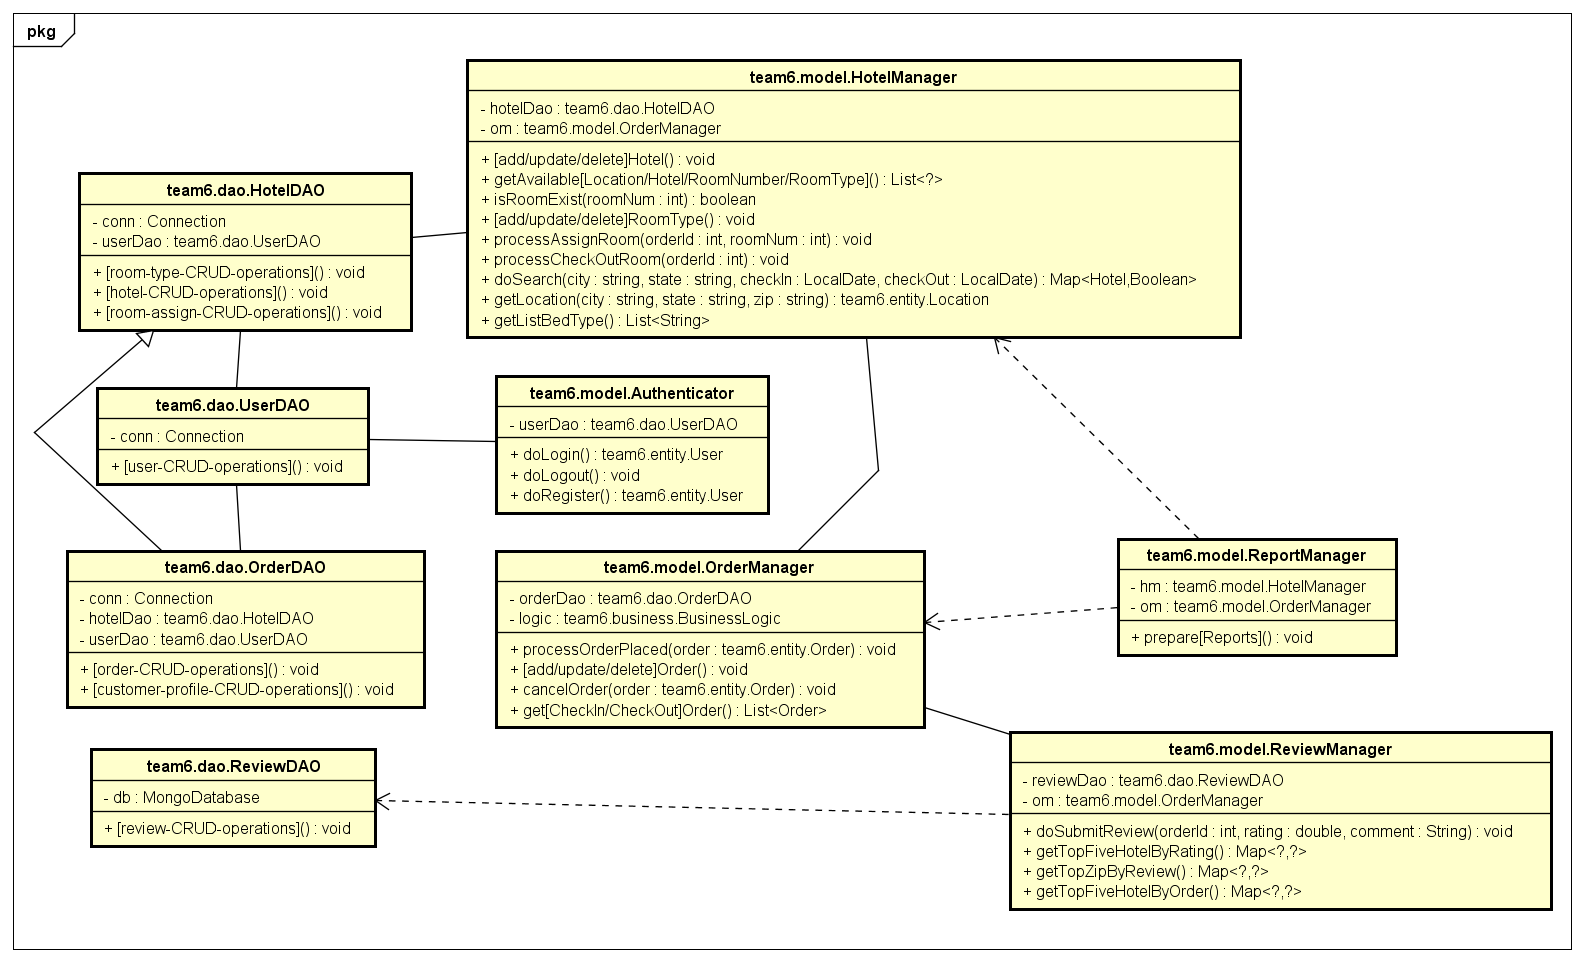 pkg
team6.model.HotelManager
- hotelDao : team6.dao.HotelDAO
- om : team6.model.OrderManager
+ [add/update/delete]Hotel() : void
+ getAvailable[Location/Hotel/RoomNumber/RoomType]() : List<?>
+ isRoomExist(roomNum : int) : boolean
+ [add/update/delete]RoomType() : void
+ processAssignRoom(orderId : int, roomNum : int) : void
+ processCheckOutRoom(orderId : int) : void
+ doSearch(city : string, state : string, checkIn : LocalDate, checkOut : LocalDate) : Map<Hotel,Boolean>
+ getLocation(city : string, state : string, zip : string) : team6.entity.Location
+ getListBedType() : List<String>
team6.dao.HotelDAO
- conn : Connection
- userDao : team6.dao.UserDAO
+ [room-type-CRUD-operations]() : void
+ [hotel-CRUD-operations]() : void
+ [room-assign-CRUD-operations]() : void
team6.dao.UserDAO
- conn : Connection
+ [user-CRUD-operations]() : void
team6.model.Authenticator
- userDao : team6.dao.UserDAO
+ doLogin() : team6.entity.User
+ doLogout() : void
+ doRegister() : team6.entity.User
team6.dao.OrderDAO
- conn : Connection
- hotelDao : team6.dao.HotelDAO
- userDao : team6.dao.UserDAO
+ [order-CRUD-operations]() : void
+ [customer-profile-CRUD-operations]() : void
team6.model.OrderManager
- orderDao : team6.dao.OrderDAO
- logic : team6.business.BusinessLogic
+ processOrderPlaced(order : team6.entity.Order) : void
+ [add/update/delete]Order() : void
+ cancelOrder(order : team6.entity.Order) : void
+ get[CheckIn/CheckOut]Order() : List<Order>
team6.model.ReportManager
- hm : team6.model.HotelManager
- om : team6.model.OrderManager
+ prepare[Reports]() : void
team6.dao.ReviewDAO
- db : MongoDatabase
+ [review-CRUD-operations]() : void
team6.model.ReviewManager
- reviewDao : team6.dao.ReviewDAO
- om : team6.model.OrderManager
+ doSubmitReview(orderId : int, rating : double, comment : String) : void
+ getTopFiveHotelByRating() : Map<?,?>
+ getTopZipByReview() : Map<?,?>
+ getTopFiveHotelByOrder() : Map<?,?>